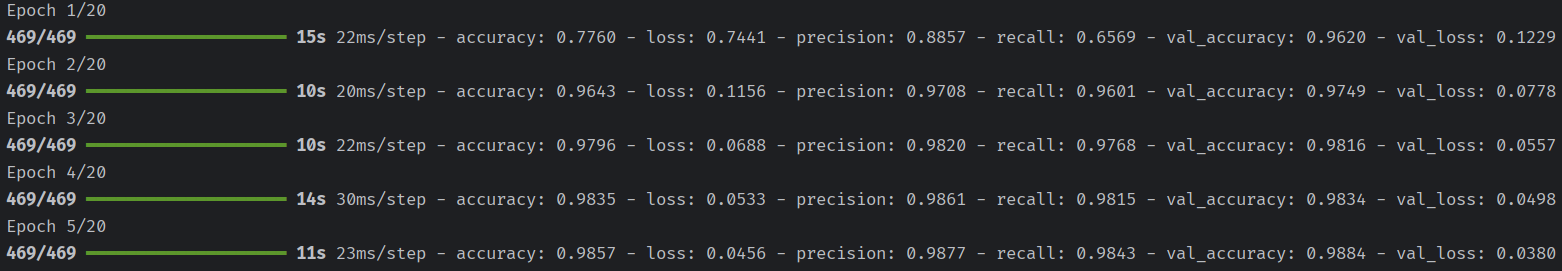 Epoch 1/20
469/469 15s 22ms/step - accuracy: 0.7760 - loss: 0.7441 - precision: 0.8857 - recall: 0.6569 - val_accuracy: 0.9620 - val_loss: 0.1229
Epoch 2/20
469/469 10s 20ms/step - accuracy: 0.9643 - loss: 0.1156 - precision: 0.9708 - recall: 0.9601 - val_accuracy: 0.9749 - val_loss: 0.0778
Epoch 3/20
469/469 10s 22ms/step - accuracy: 0.9796 - loss: 0.0688 - precision: 0.9820 - recall: 0.9768 - val_accuracy: 0.9816 - val_loss: 0.0557
Epoch 4/20
469/469 14s 30ms/step - accuracy: 0.9835 - loss: 0.0533 - precision: 0.9861 - recall: 0.9815 - val_accuracy: 0.9834 - val_loss: 0.0498
Epoch 5/20
469/469 11s 23ms/step - accuracy: 0.9857 - loss: 0.0456 - precision: 0.9877 - recall: 0.9843 - val_accuracy: 0.9884 - val_loss: 0.0380